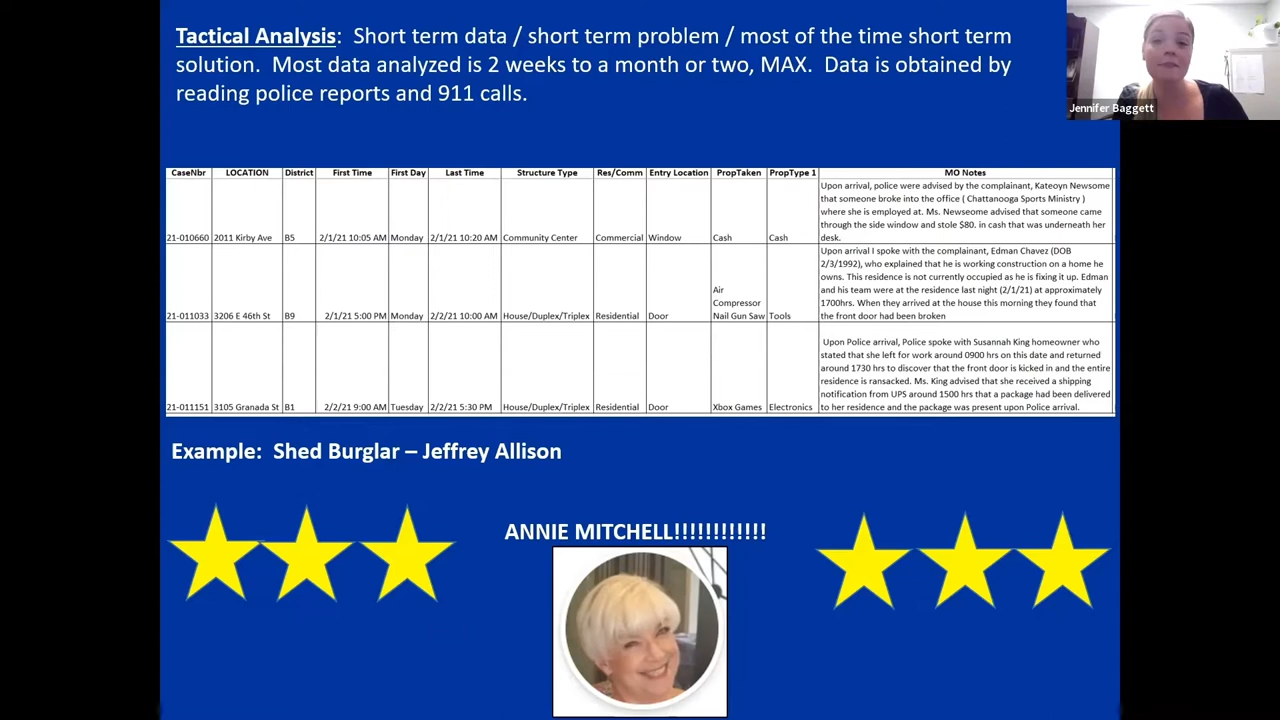 Tactical Analysis:  Short term data / short term problem / most of the time short term
solution.  Most data analyzed is 2 weeks to a month or two, MAX.  Data is obtained by
reading police reports and 911 calls.
Jennifer Baggett
CaseNbr LOCATION District First Time First Day Last Time Structure Type Res/Comm Entry Location PropTaken PropType 1 MO Notes
Upon arrival, police were advised by the complainant, Kateoyn Newsome
that someone broke into the office ( Chattanooga Sports Ministry )
where she is employed at. Ms. Newseome advised that someone came
through the side window and stole $80. in cash that was underneath her
21-010660 2011 Kirby Ave B5 2/1/21 10:05 AM Monday 2/1/21 10:20 AM Community Center Commercial Window Cash Cash desk.
Upon arrival I spoke with the complainant, Edman Chavez (DOB
2/3/1992), who explained that he is working construction on a home he
owns. This residence is not currently occupied as he is fixing it up. Edman
Air and his team were at the residence last night (2/1/21) at approximately
Compressor 1700hrs. When they arrived at the house this morning they found that
21-011033 3206 E 46th St B9 2/1/21 5:00 PM Monday 2/2/21 10:00 AM House/Duplex/Triplex Residential Door Nail Gun Saw Tools the front door had been broken
Upon Police arrival, Police spoke with Susannah King homeowner who
stated that she left for work around 0900 hrs on this date and returned
around 1730 hrs to discover that the front door is kicked in and the entire
residence is ransacked. Ms. King advised that she received a shipping
notification from UPS around 1500 hrs that a package had been delivered
21-011151 3105 Granada St B1 2/2/21 9:00 AM Tuesday 2/2/21 5:30 PM House/Duplex/Triplex Residential Door Xbox Games Electronics to her residence and the package was present upon Police arrival.
Example:  Shed Burglar – Jeffrey Allison
ANNIE MITCHELL!!!!!!!!!!!!